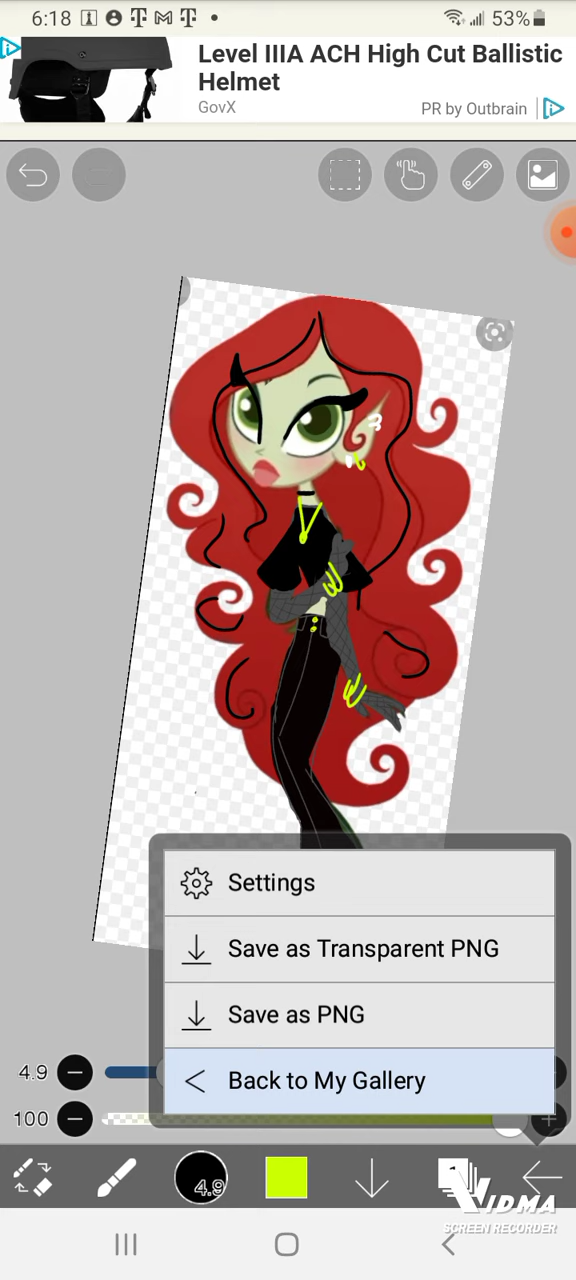 6:18
53%
Level IIIA ACH High Cut Ballistic
Helmet
GovX
PR by Outbrain
Settings
Save as Transparent PNG
Save as PNG
Back to My Gallery
4.9
100
4.9
1
VIDMA
SCREEN RECORDER